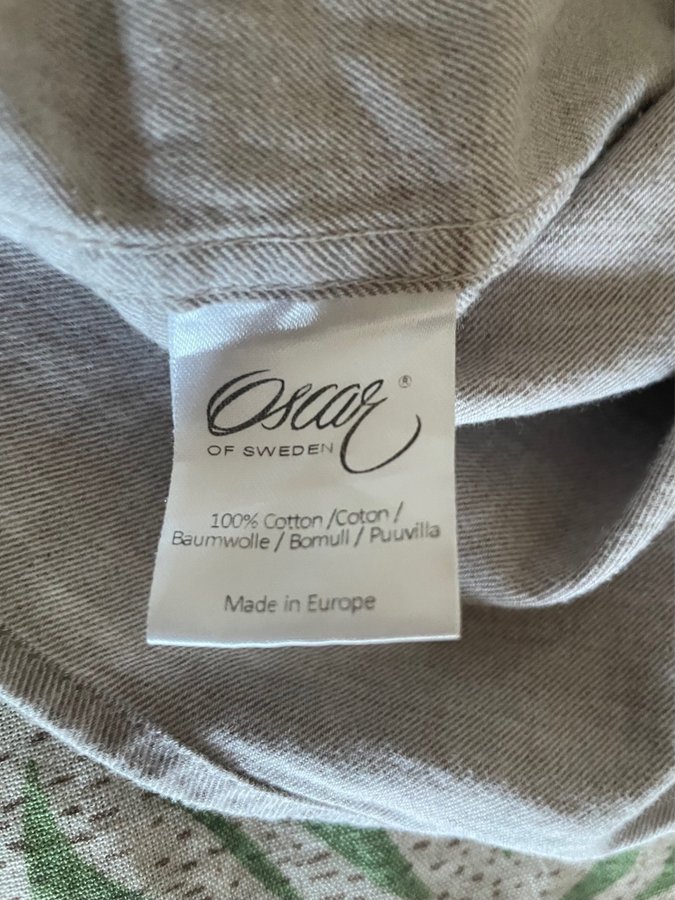 Oscar ®
OF SWEDEN
100% Cotton /Coton /
Baumwolle / Bomull / Puuvilla
Made in Europe